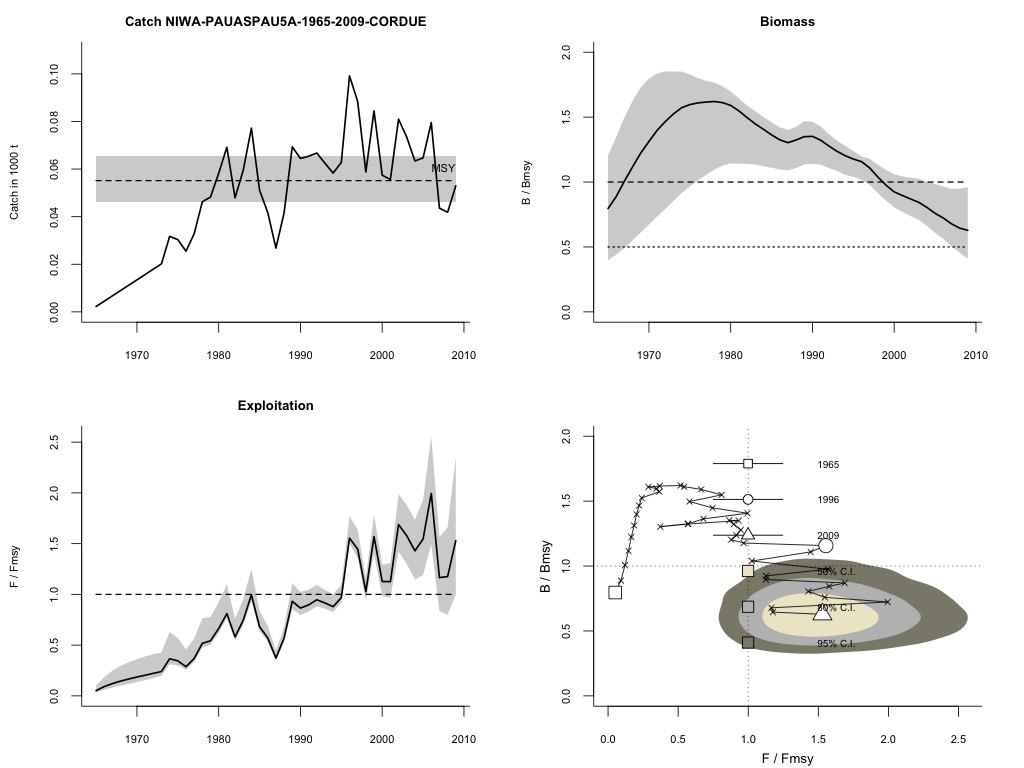 Catch NIWA-PAUASPAU5A-1965-2009-CORDUE
Catch in 1000 t
0.00 0.02 0.04 0.06 0.08 0.10
MSY
1970 1980 1990 2000 2010
Biomass
B / Bmsy
0.0 0.5 1.0 1.5 2.0
1970 1980 1990 2000 2010
Exploitation
F / Fmsy
0.0 0.5 1.0 1.5 2.0 2.5
1970 1980 1990 2000 2010
B / Bmsy
0.0 0.5 1.0 1.5 2.0
1965
1996
2009
50% C.I.
80% C.I.
95% C.I.
0.0 0.5 1.0 1.5 2.0 2.5
F / Fmsy